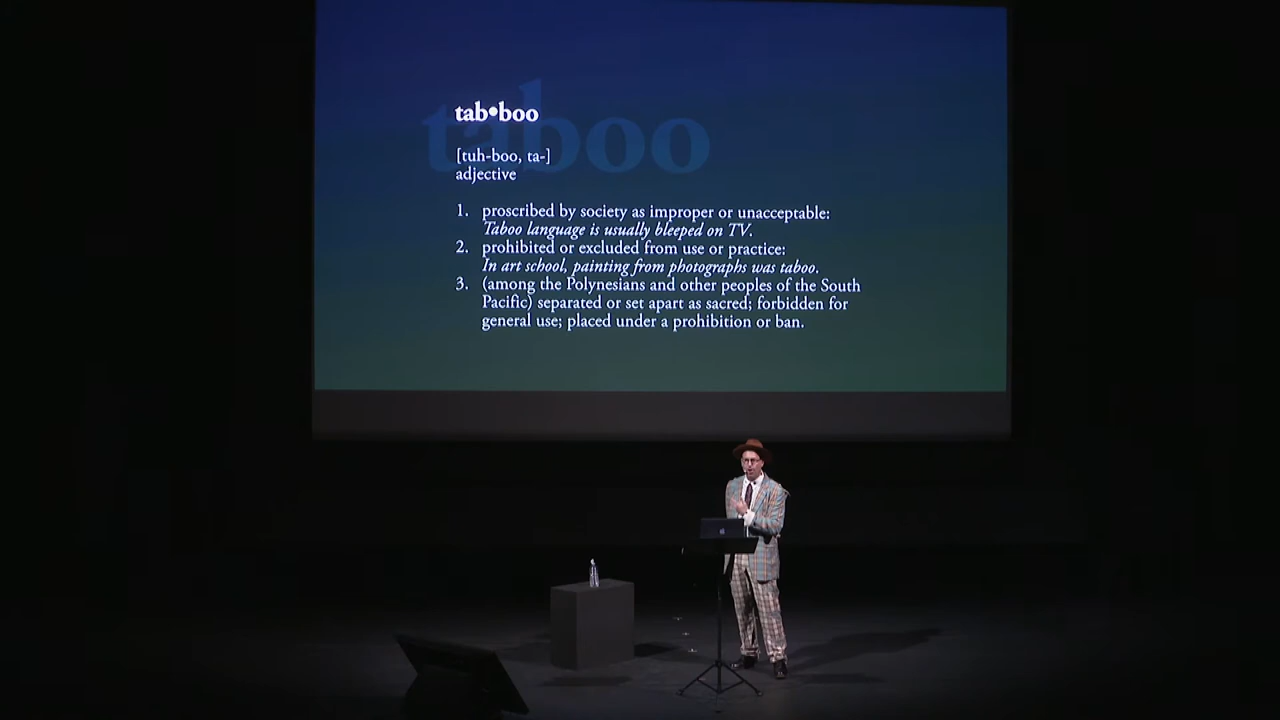 taboo
tab•boo
[tuh-boo, ta-]
adjective
1. proscribed by society as improper or unacceptable:
Taboo language is usually bleeped on TV.
2. prohibited or excluded from use or practice:
In art school, painting from photographs was taboo.
3. (among the Polynesians and other peoples of the South
Pacific) separated or set apart as sacred; forbidden for
general use; placed under a prohibition or ban.